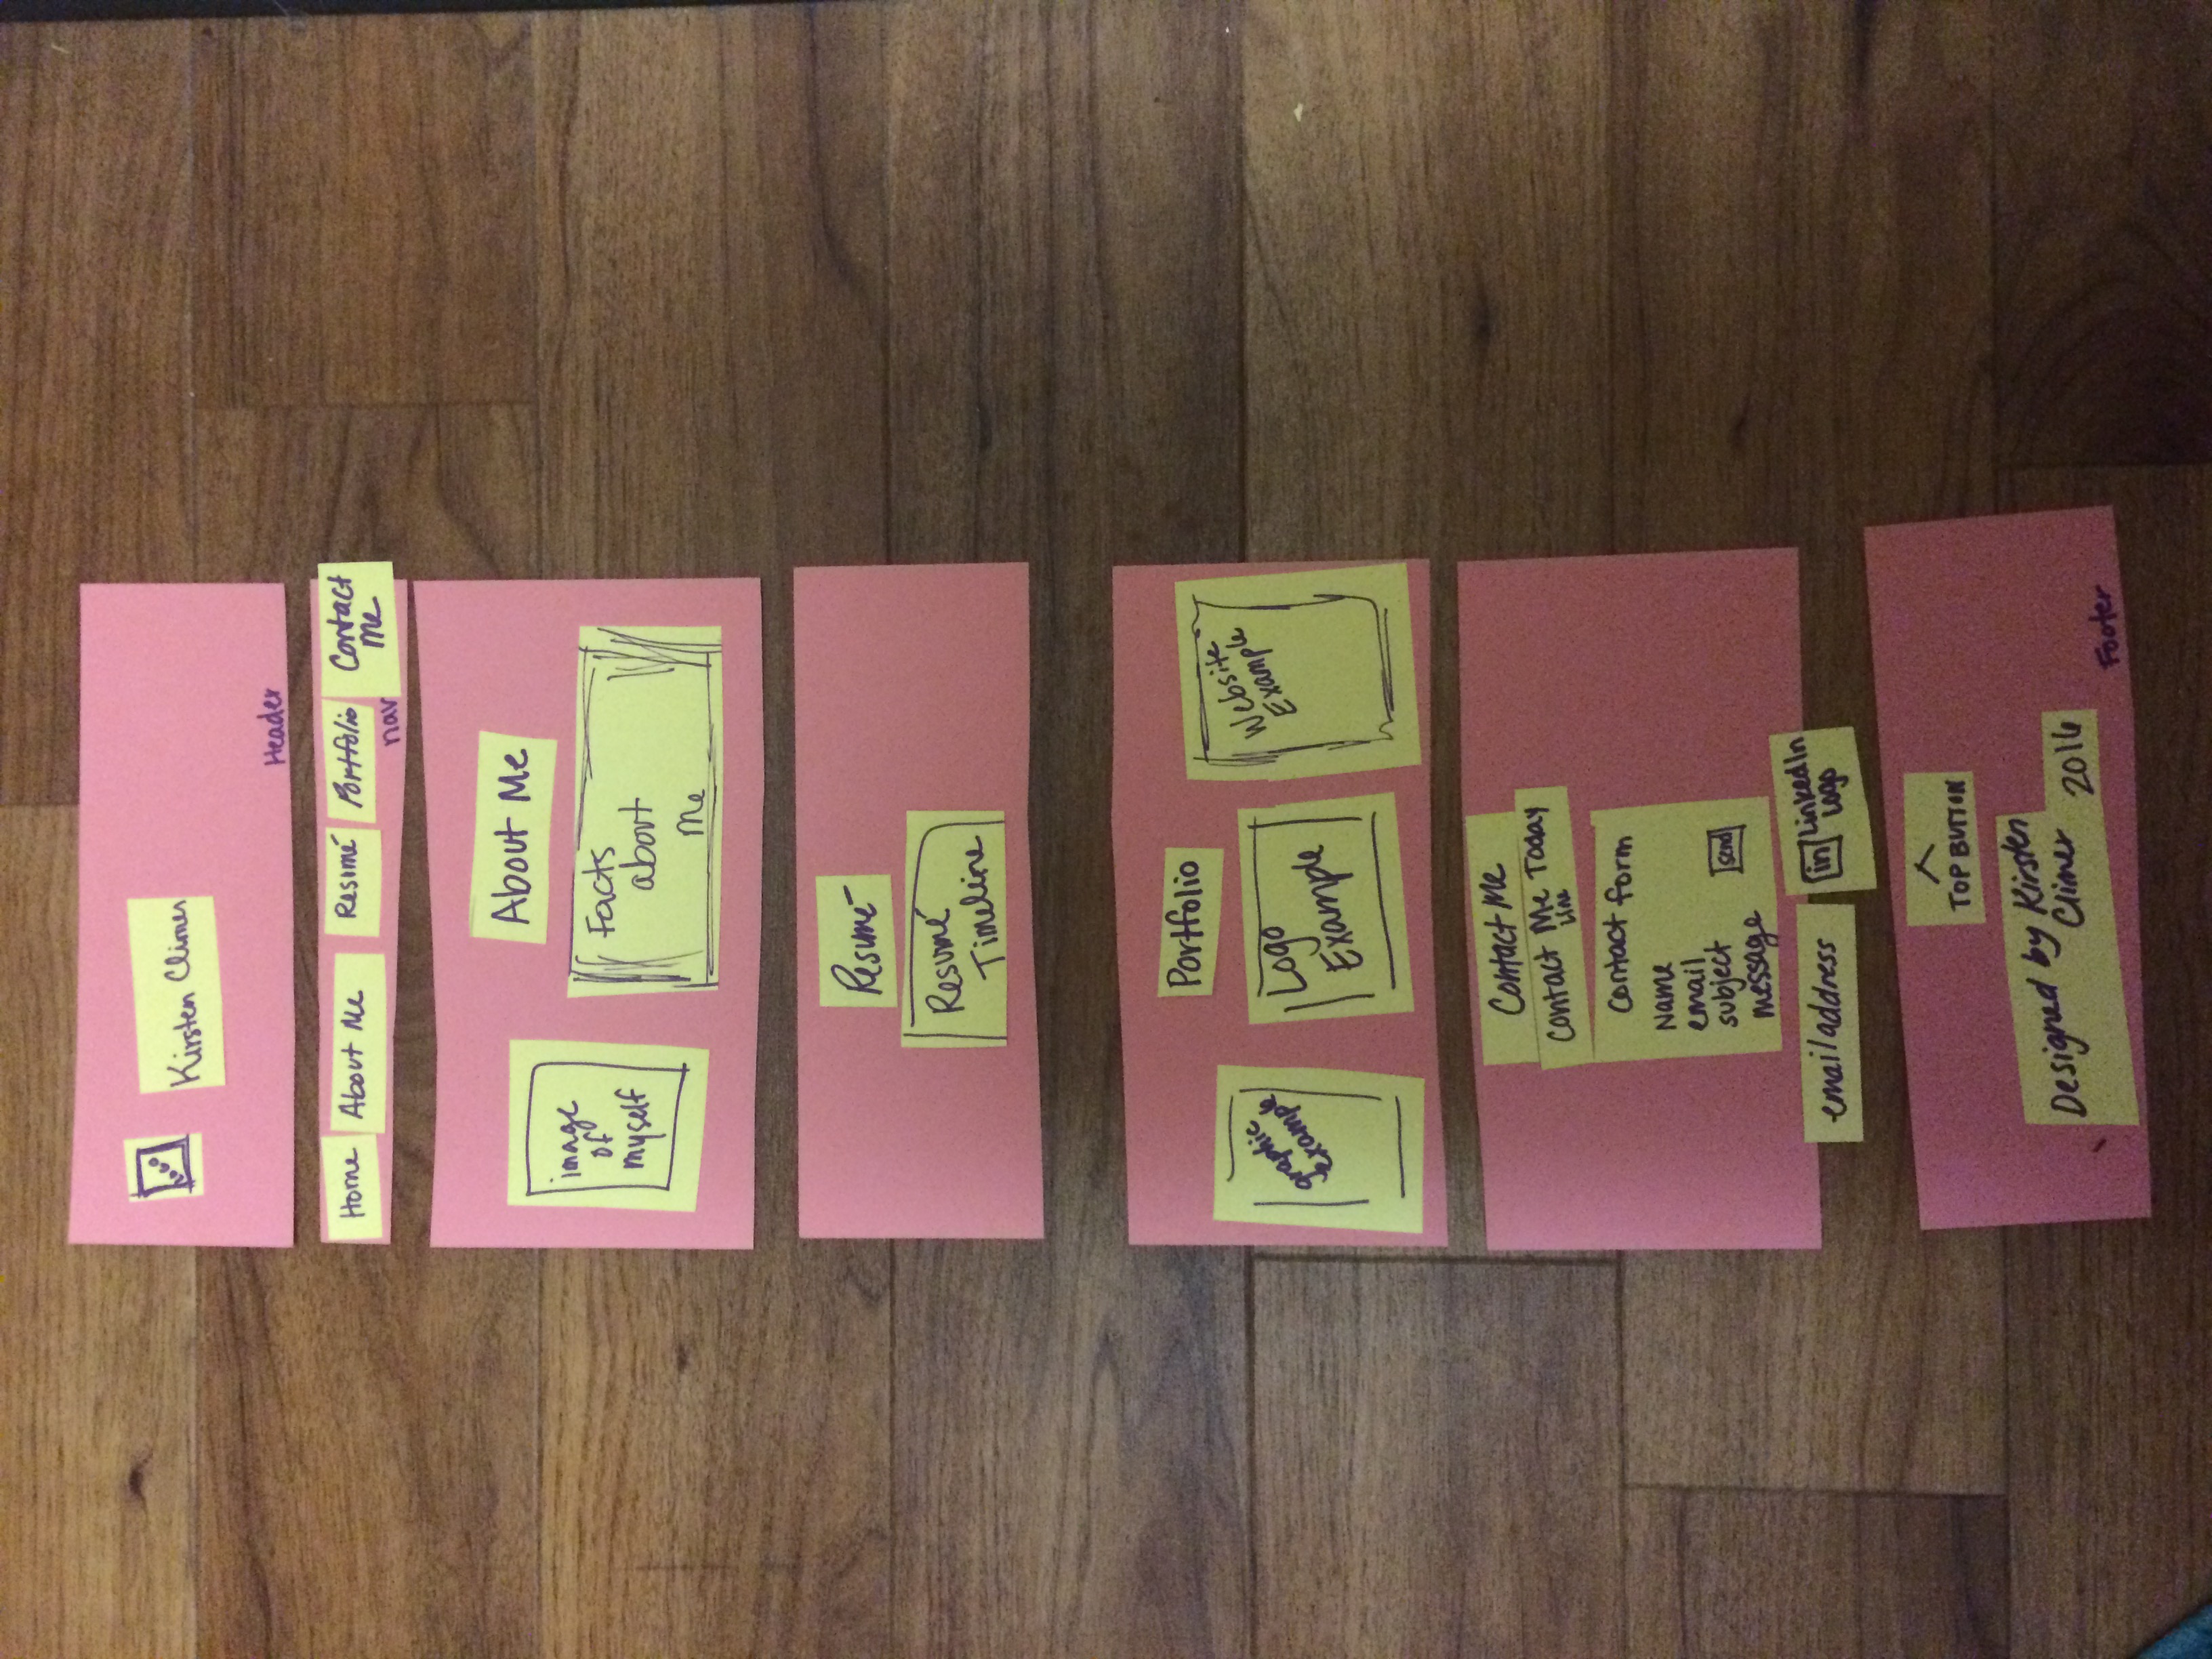 LOGO
Kirsten Climer
Header
Home About Me Resumé Portfolio Contact
Me
nav
About Me
image
of
myself
Facts
about
Me
Resumé
Resumé
Timeline
Portfolio
graphic
example
Logo
Example
Website
Example
Contact Me
Contact Me Today
Line
Contact form
Name
email
subject
message
send
email address
in LinkedIn
Logo
TOP BUTTON
Designed by Kirsten
Climer 2016
Footer